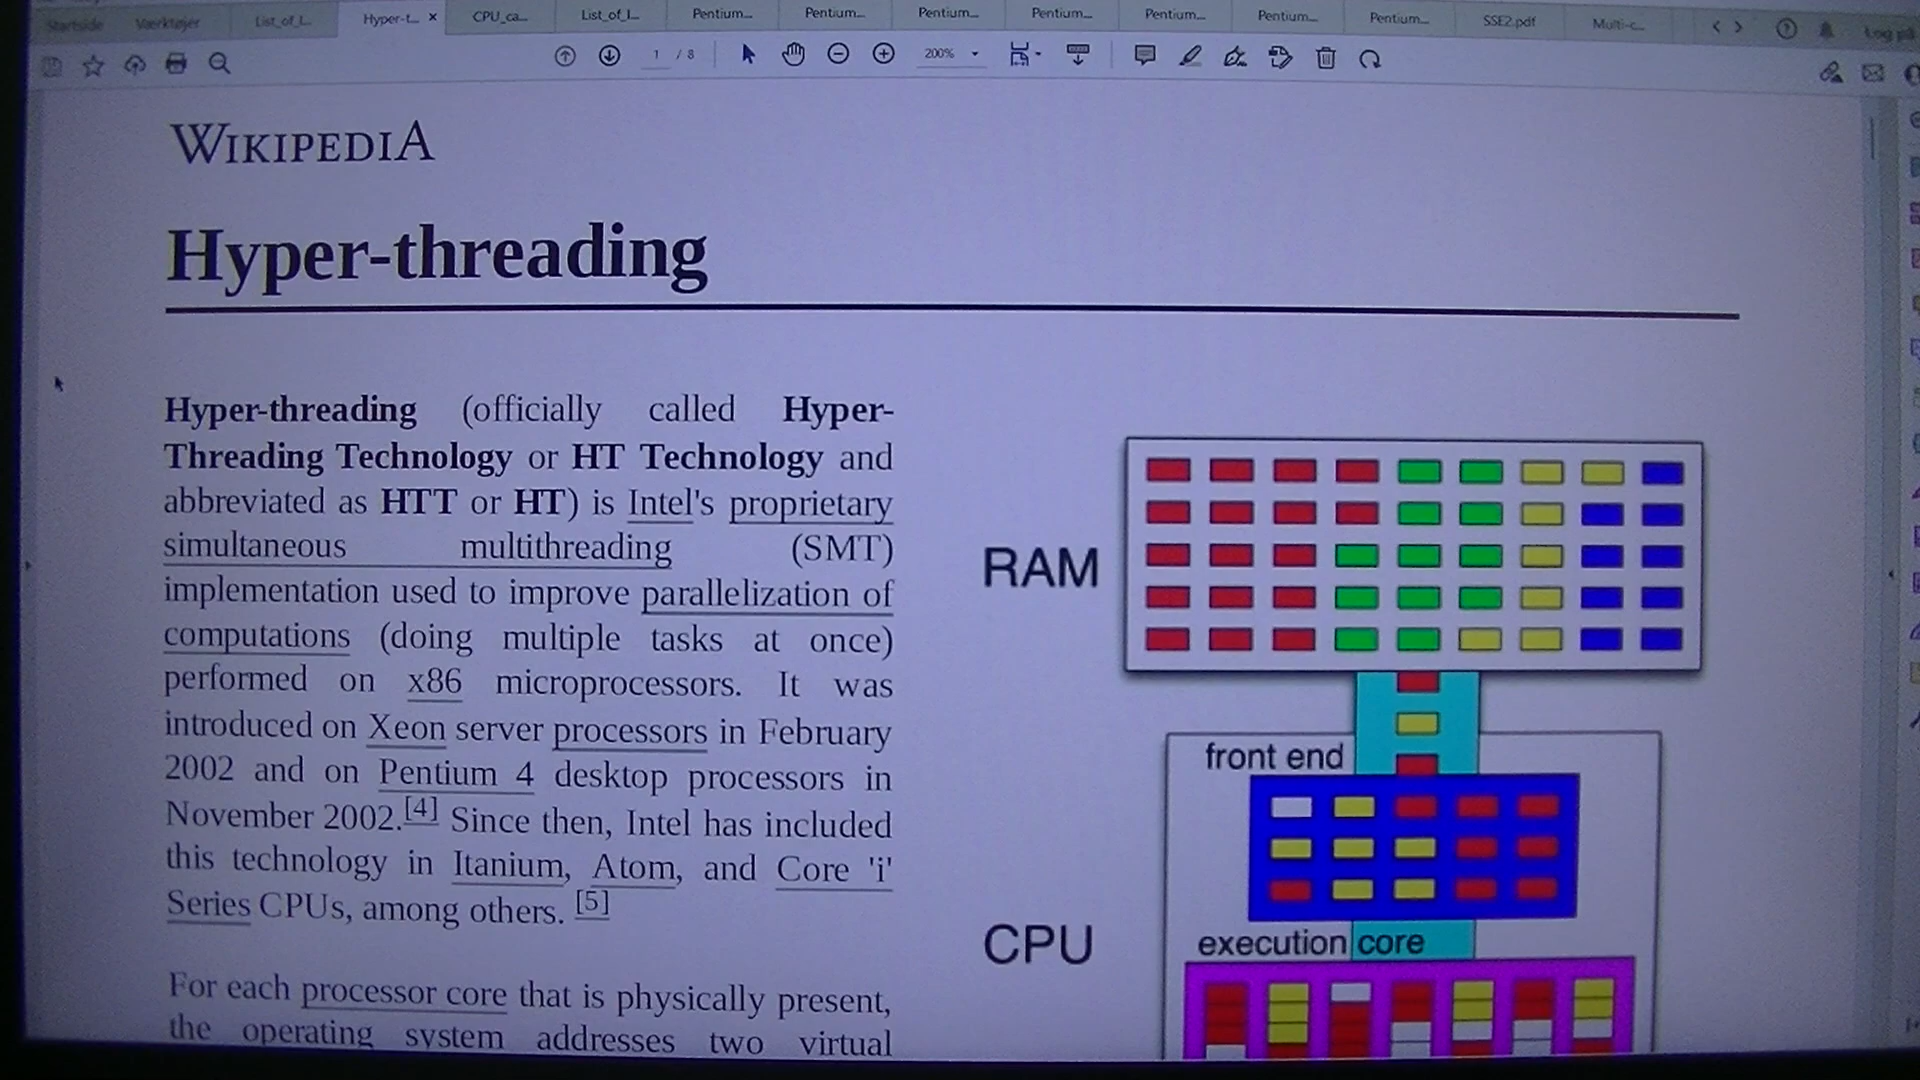 Startside Værktøjer List_of_I... Hyper-t... × CPU_ca... List_of_I... Pentium... Pentium... Pentium... Pentium... Pentium... Pentium... Pentium... SSE2.pdf Multi-c... Log på
1 / 8 200%
WIKIPEDIA
Hyper-threading
Hyper-threading (officially called Hyper-
Threading Technology or HT Technology and
abbreviated as HTT or HT) is Intel's proprietary
simultaneous multithreading (SMT)
implementation used to improve parallelization of
computations (doing multiple tasks at once)
performed on x86 microprocessors. It was
introduced on Xeon server processors in February
2002 and on Pentium 4 desktop processors in
November 2002.[4] Since then, Intel has included
this technology in Itanium, Atom, and Core 'i'
Series CPUs, among others. [5]
For each processor core that is physically present,
the operating system addresses two virtual
RAM
front end
CPU
execution core